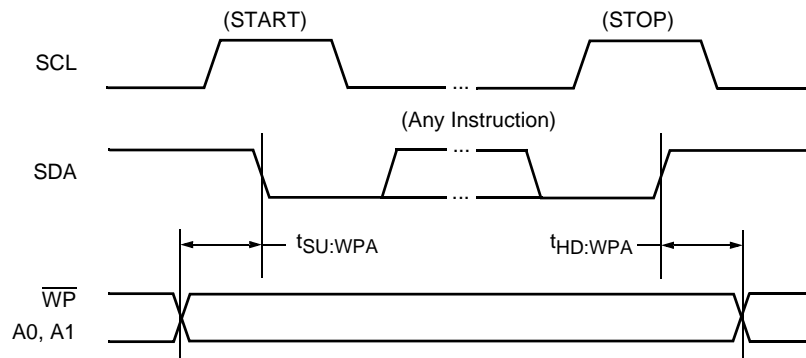 (START) (STOP)
SCL
...
(Any Instruction)
SDA
...
...
tSU:WPA tHD:WPA
WP
A0, A1